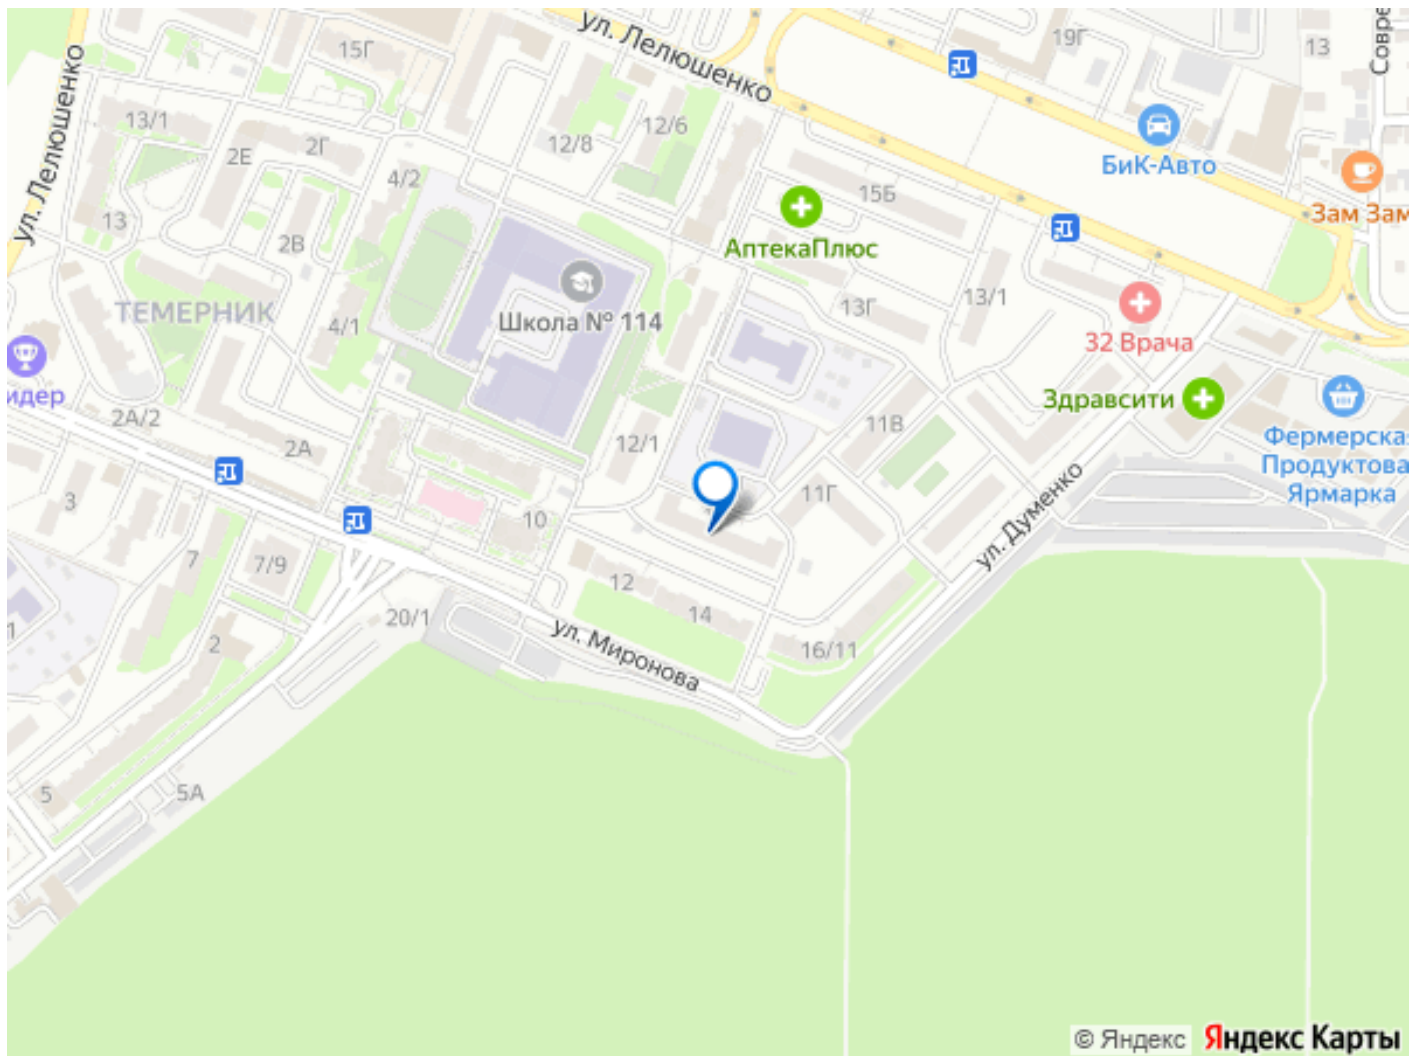 ул. Лелюшенко
Совре
15Г
19Г
13
ул. Лелюшенко
13/1
2Е
2Г
12/8
12/6
БиК-Авто
4/2
15Б
Зам Зам
13
2В
АптекаПлюс
ТЕМЕРНИК
4/1
Школа № 114
13Г
13/1
32 Врача
идер
2А/2
2А
12/1
11В
Здравсити
Фермерска
Продуктова
Ярмарка
3
10
11Г
ул. Думенко
7
7/9
12
14
20/1
ул. Миронова
16/11
1
2
5
5А
© Яндекс
Яндекс Карты